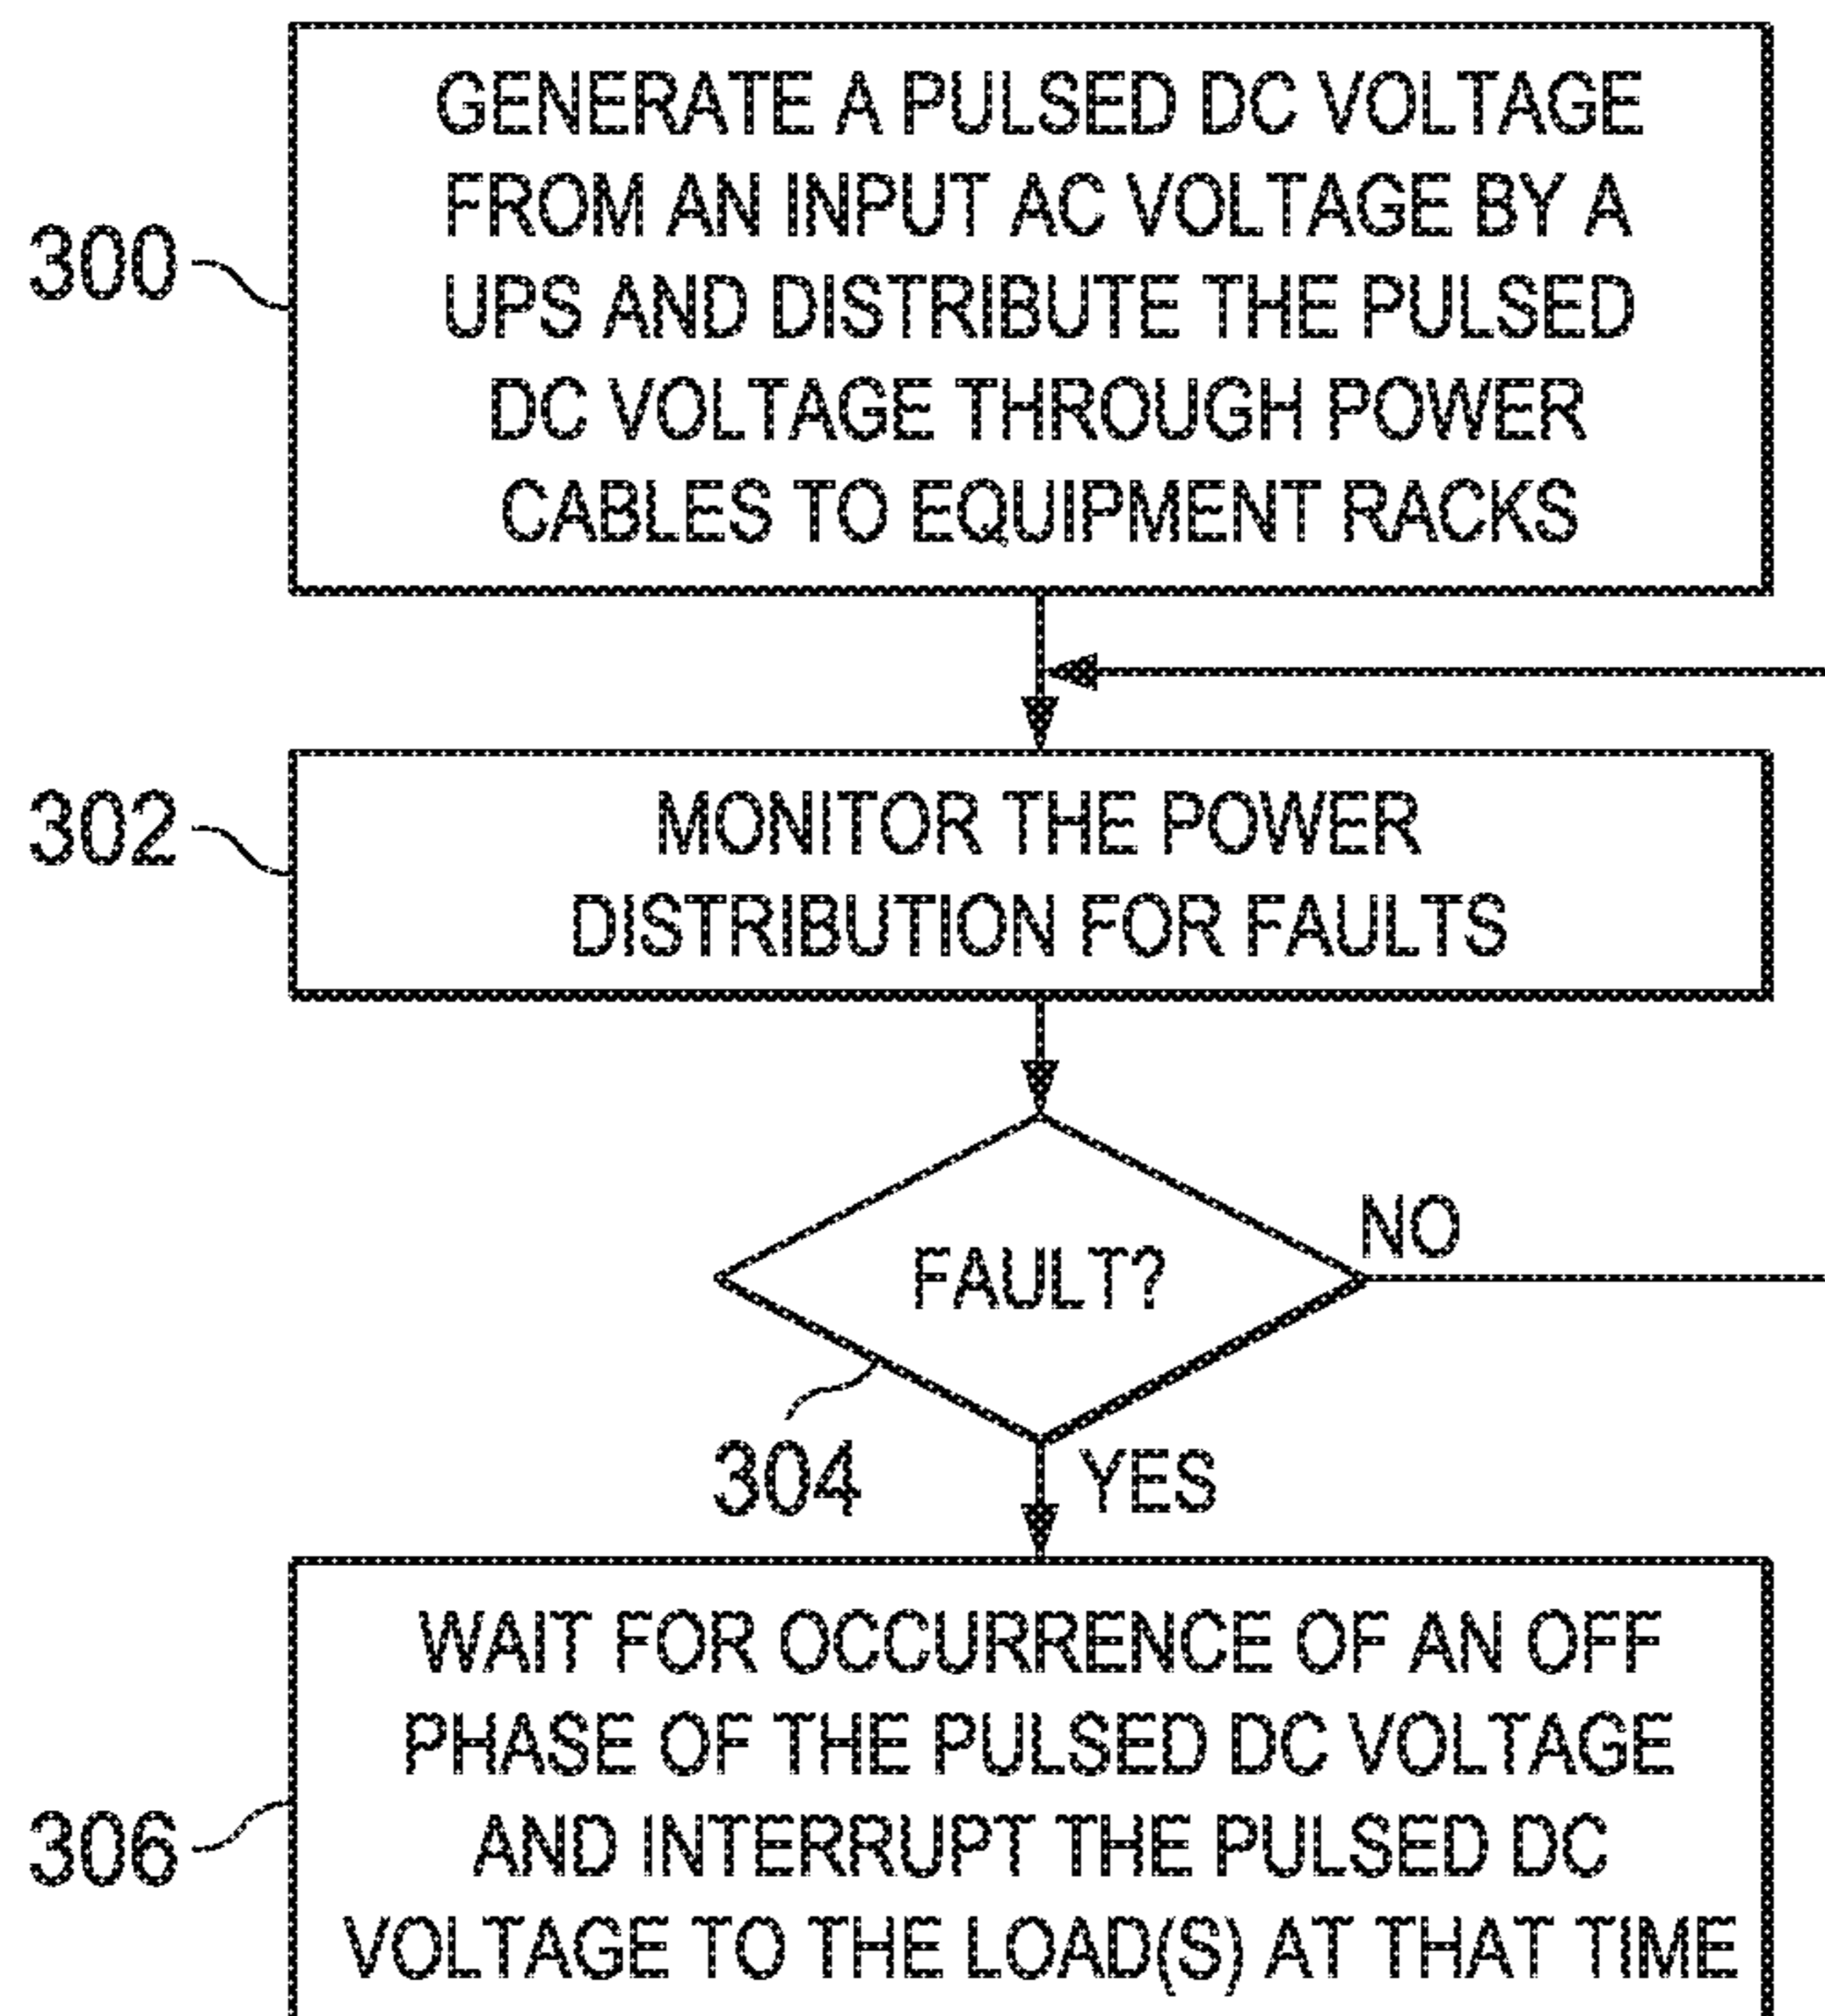 GENERATE A PULSED DC VOLTAGE
FROM AN INPUT AC VOLTAGE BY A
300
UPS AND DISTRIBUTE THE PULSED
DC VOLTAGE THROUGH POWER
CABLES TO EQUIPMENT RACKS
302
MONITOR THE POWER
DISTRIBUTION FOR FAULTS
NO
FAULT?
304
YES
WAIT FOR OCCURRENCE OF AN OFF
PHASE OF THE PULSED DC VOLTAGE
306
AND INTERRUPT THE PULSED DC
VOLTAGE TO THE LOAD(S) AT THAT TIME